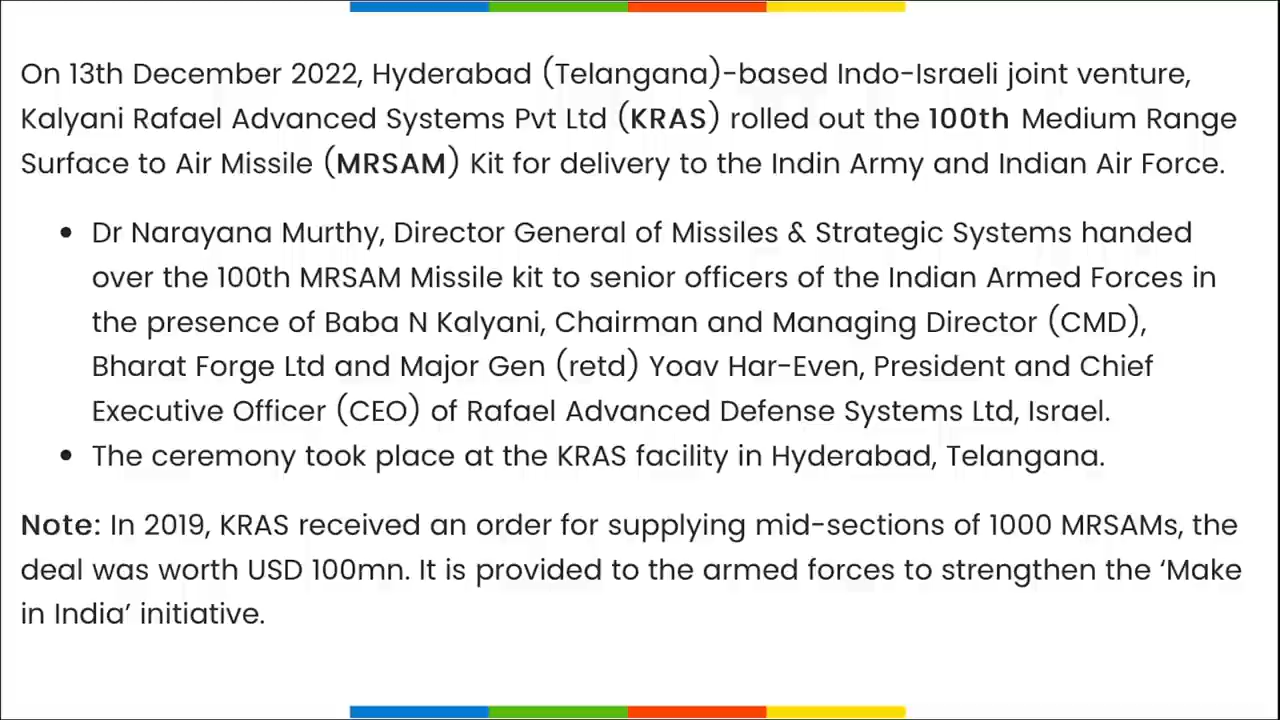 On 13th December 2022, Hyderabad (Telangana)-based Indo-Israeli joint venture,
Kalyani Rafael Advanced Systems Pvt Ltd (KRAS) rolled out the 100th Medium Range
Surface to Air Missile (MRSAM) Kit for delivery to the Indin Army and Indian Air Force.
• Dr Narayana Murthy, Director General of Missiles & Strategic Systems handed
over the 100th MRSAM Missile kit to senior officers of the Indian Armed Forces in
the presence of Baba N Kalyani, Chairman and Managing Director (CMD),
Bharat Forge Ltd and Major Gen (retd) Yoav Har-Even, President and Chief
Executive Officer (CEO) of Rafael Advanced Defense Systems Ltd, Israel.
• The ceremony took place at the KRAS facility in Hyderabad, Telangana.
Note: In 2019, KRAS received an order for supplying mid-sections of 1000 MRSAMs, the
deal was worth USD 100mn. It is provided to the armed forces to strengthen the ‘Make
in India’ initiative.